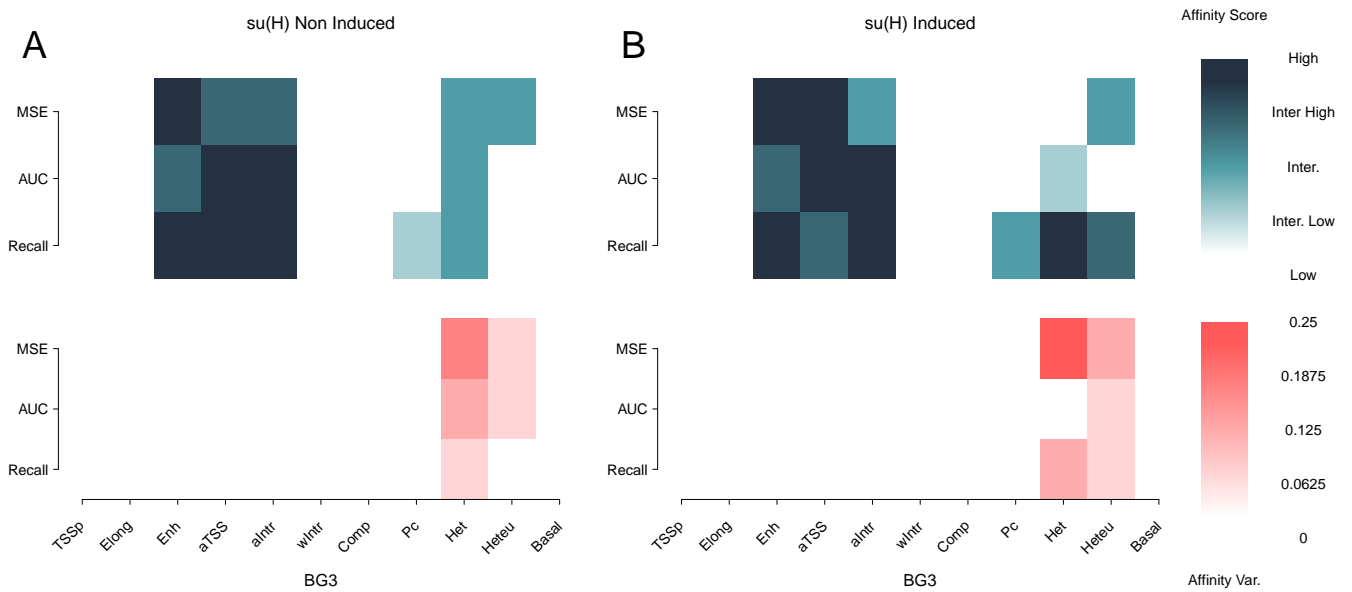 A
su(H) Non Induced
MSE
AUC
Recall
MSE
AUC
Recall
TSSp
Elong
Enh
aTSS
aIntr
wIntr
Comp
Pc
Het
Heteu
Basal
BG3
B
su(H) Induced
MSE
AUC
Recall
MSE
AUC
Recall
TSSp
Elong
Enh
aTSS
aIntr
wIntr
Comp
Pc
Het
Heteu
Basal
BG3
Affinity Score
High
Inter High
Inter.
Inter. Low
Low
0.25
0.1875
0.125
0.0625
0
Affinity Var.